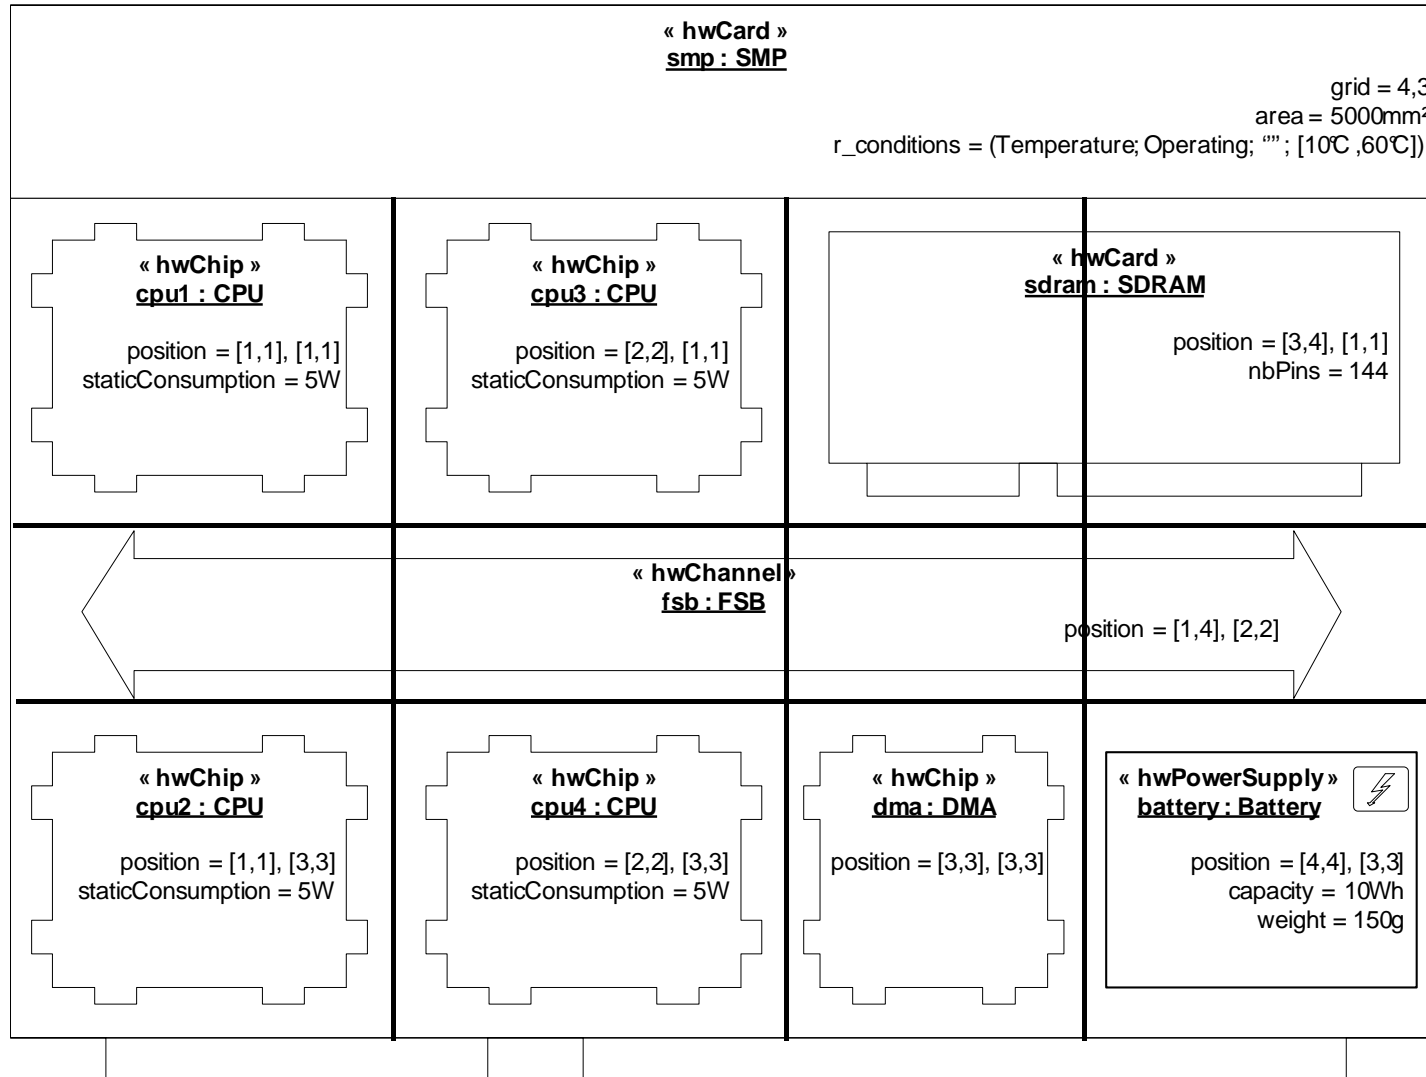 « hwCard »
smp : SMP
grid = 4,3
area = 5000mm²
r_conditions = (Temperature; Operating; “” ; [10°C ,60°C])
« hwChip »
cpu1 : CPU
position = [1,1], [1,1]
staticConsumption = 5W
« hwChip »
cpu3 : CPU
position = [2,2], [1,1]
staticConsumption = 5W
« hwCard »
sdram : SDRAM
position = [3,4], [1,1]
nbPins = 144
« hwChannel »
fsb : FSB
position = [1,4], [2,2]
« hwChip »
cpu2 : CPU
position = [1,1], [3,3]
staticConsumption = 5W
« hwChip »
cpu4 : CPU
position = [2,2], [3,3]
staticConsumption = 5W
« hwChip »
dma : DMA
position = [3,3], [3,3]
« hwPowerSupply »
battery : Battery
position = [4,4], [3,3]
capacity = 10Wh
weight = 150g